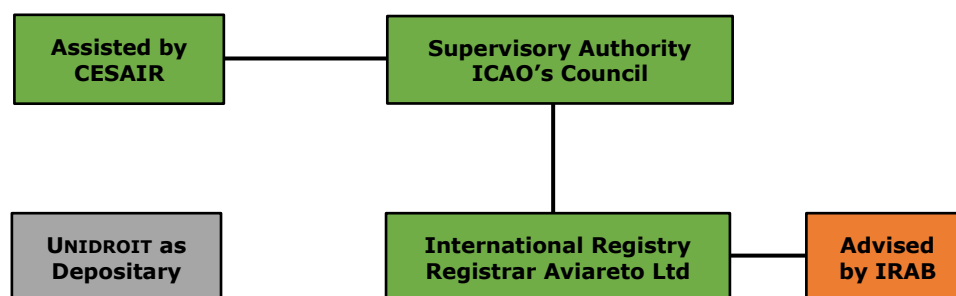 Assisted by
CESAIR
Supervisory Authority
ICAO’s Council
UNIDROIT as
Depositary
International Registry
Registrar Aviareto Ltd
Advised
by IRAB